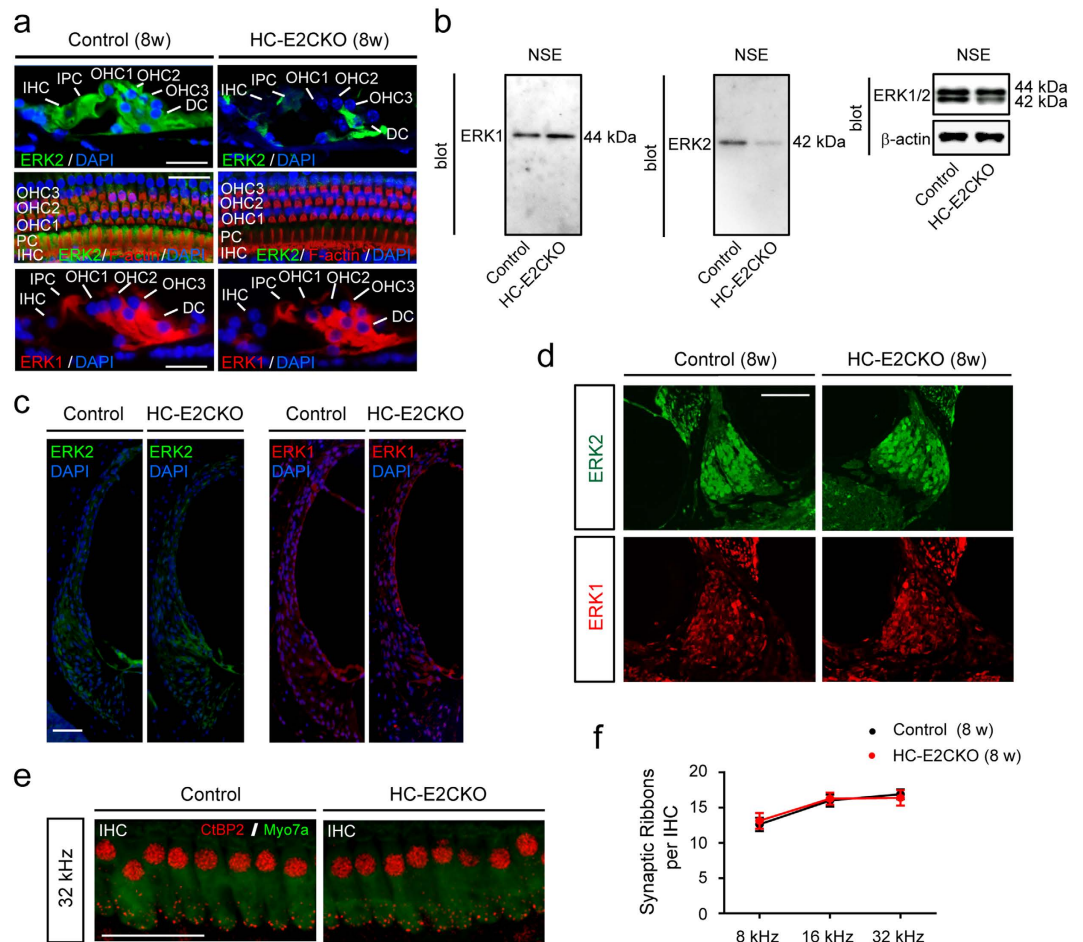 a
Control (8w)
HC-E2CKO (8w)
IHC IPC OHC1 OHC2 OHC3 DC
IHC IPC OHC1 OHC2 OHC3 DC
ERK2/DAPI
ERK2/DAPI
OHC3
OHC2
OHC1
PC
IHC
ERK2/F-actin/DAPI
OHC3
OHC2
OHC1
PC
IHC
ERK2/F-actin/DAPI
IHC IPC OHC1 OHC2 OHC3 DC
IHC IPC OHC1 OHC2 OHC3 DC
ERK1/DAPI
ERK1/DAPI
b
NSE
blot
ERK1
44 kDa
Control
HC-E2CKO
NSE
blot
ERK2
42 kDa
Control
HC-E2CKO
NSE
blot
ERK1/2
44 kDa
42 kDa
β-actin
Control
HC-E2CKO
c
Control
HC-E2CKO
Control
HC-E2CKO
ERK2
DAPI
ERK2
DAPI
ERK1
DAPI
ERK1
DAPI
d
Control (8w)
HC-E2CKO (8w)
ERK2
ERK1
e
Control
HC-E2CKO
32 kHz
IHC
CtBP2 / Myo7a
IHC
f
Control (8 w)
HC-E2CKO (8 w)
Synaptic Ribbons
per IHC
20
15
10
5
0
8 kHz 16 kHz 32 kHz